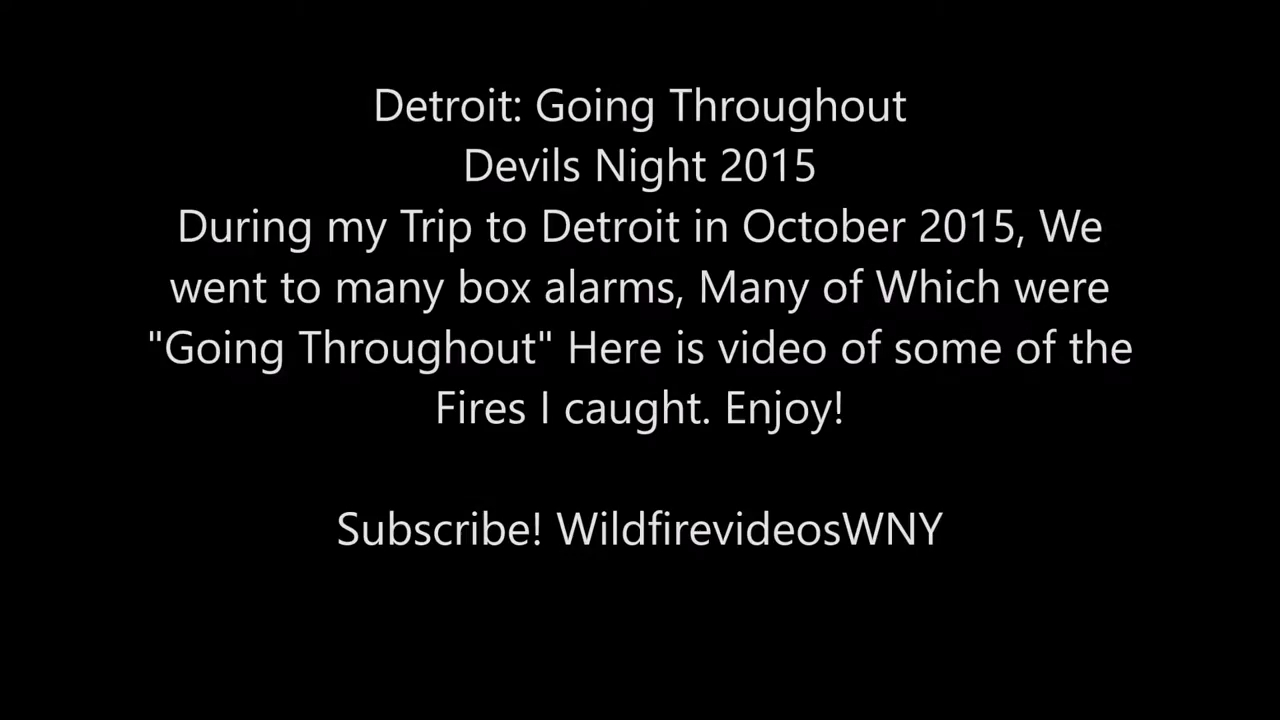 Detroit: Going Throughout
Devils Night 2015
During my Trip to Detroit in October 2015, We
went to many box alarms, Many of Which were
"Going Throughout" Here is video of some of the
Fires I caught. Enjoy!
Subscribe! WildfirevideosWNY